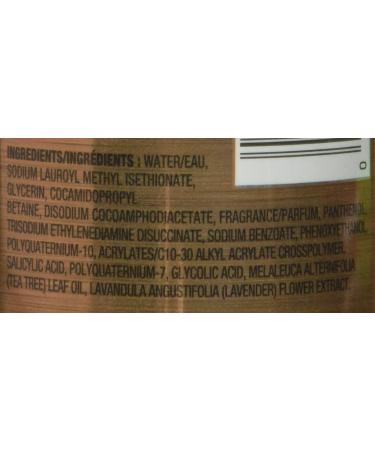 INGREDIENTS/INGRÉDIENTS : WATER/EAU,
SODIUM LAUROYL METHYL ISETHIONATE,
GLYCERIN, COCAMIDOPROPYL
BETAINE, DISODIUM COCOAMPHODIACETATE, FRAGRANCE/PARFUM, PANTHENOL,
TRISODIUM ETHYLENEDIAMINE DISUCCINATE, SODIUM BENZOATE, PHENOXYETHANOL,
POLYQUATERNIUM-10, ACRYLATES/C10-30 ALKYL ACRYLATE CROSSPOLYMER,
SALICYLIC ACID, POLYQUATERNIUM-7, GLYCOLIC ACID, MELALEUCA ALTERNIFOLIA
(TEA TREE) LEAF OIL, LAVANDULA ANGUSTIFOLIA (LAVENDER) FLOWER EXTRACT.
0